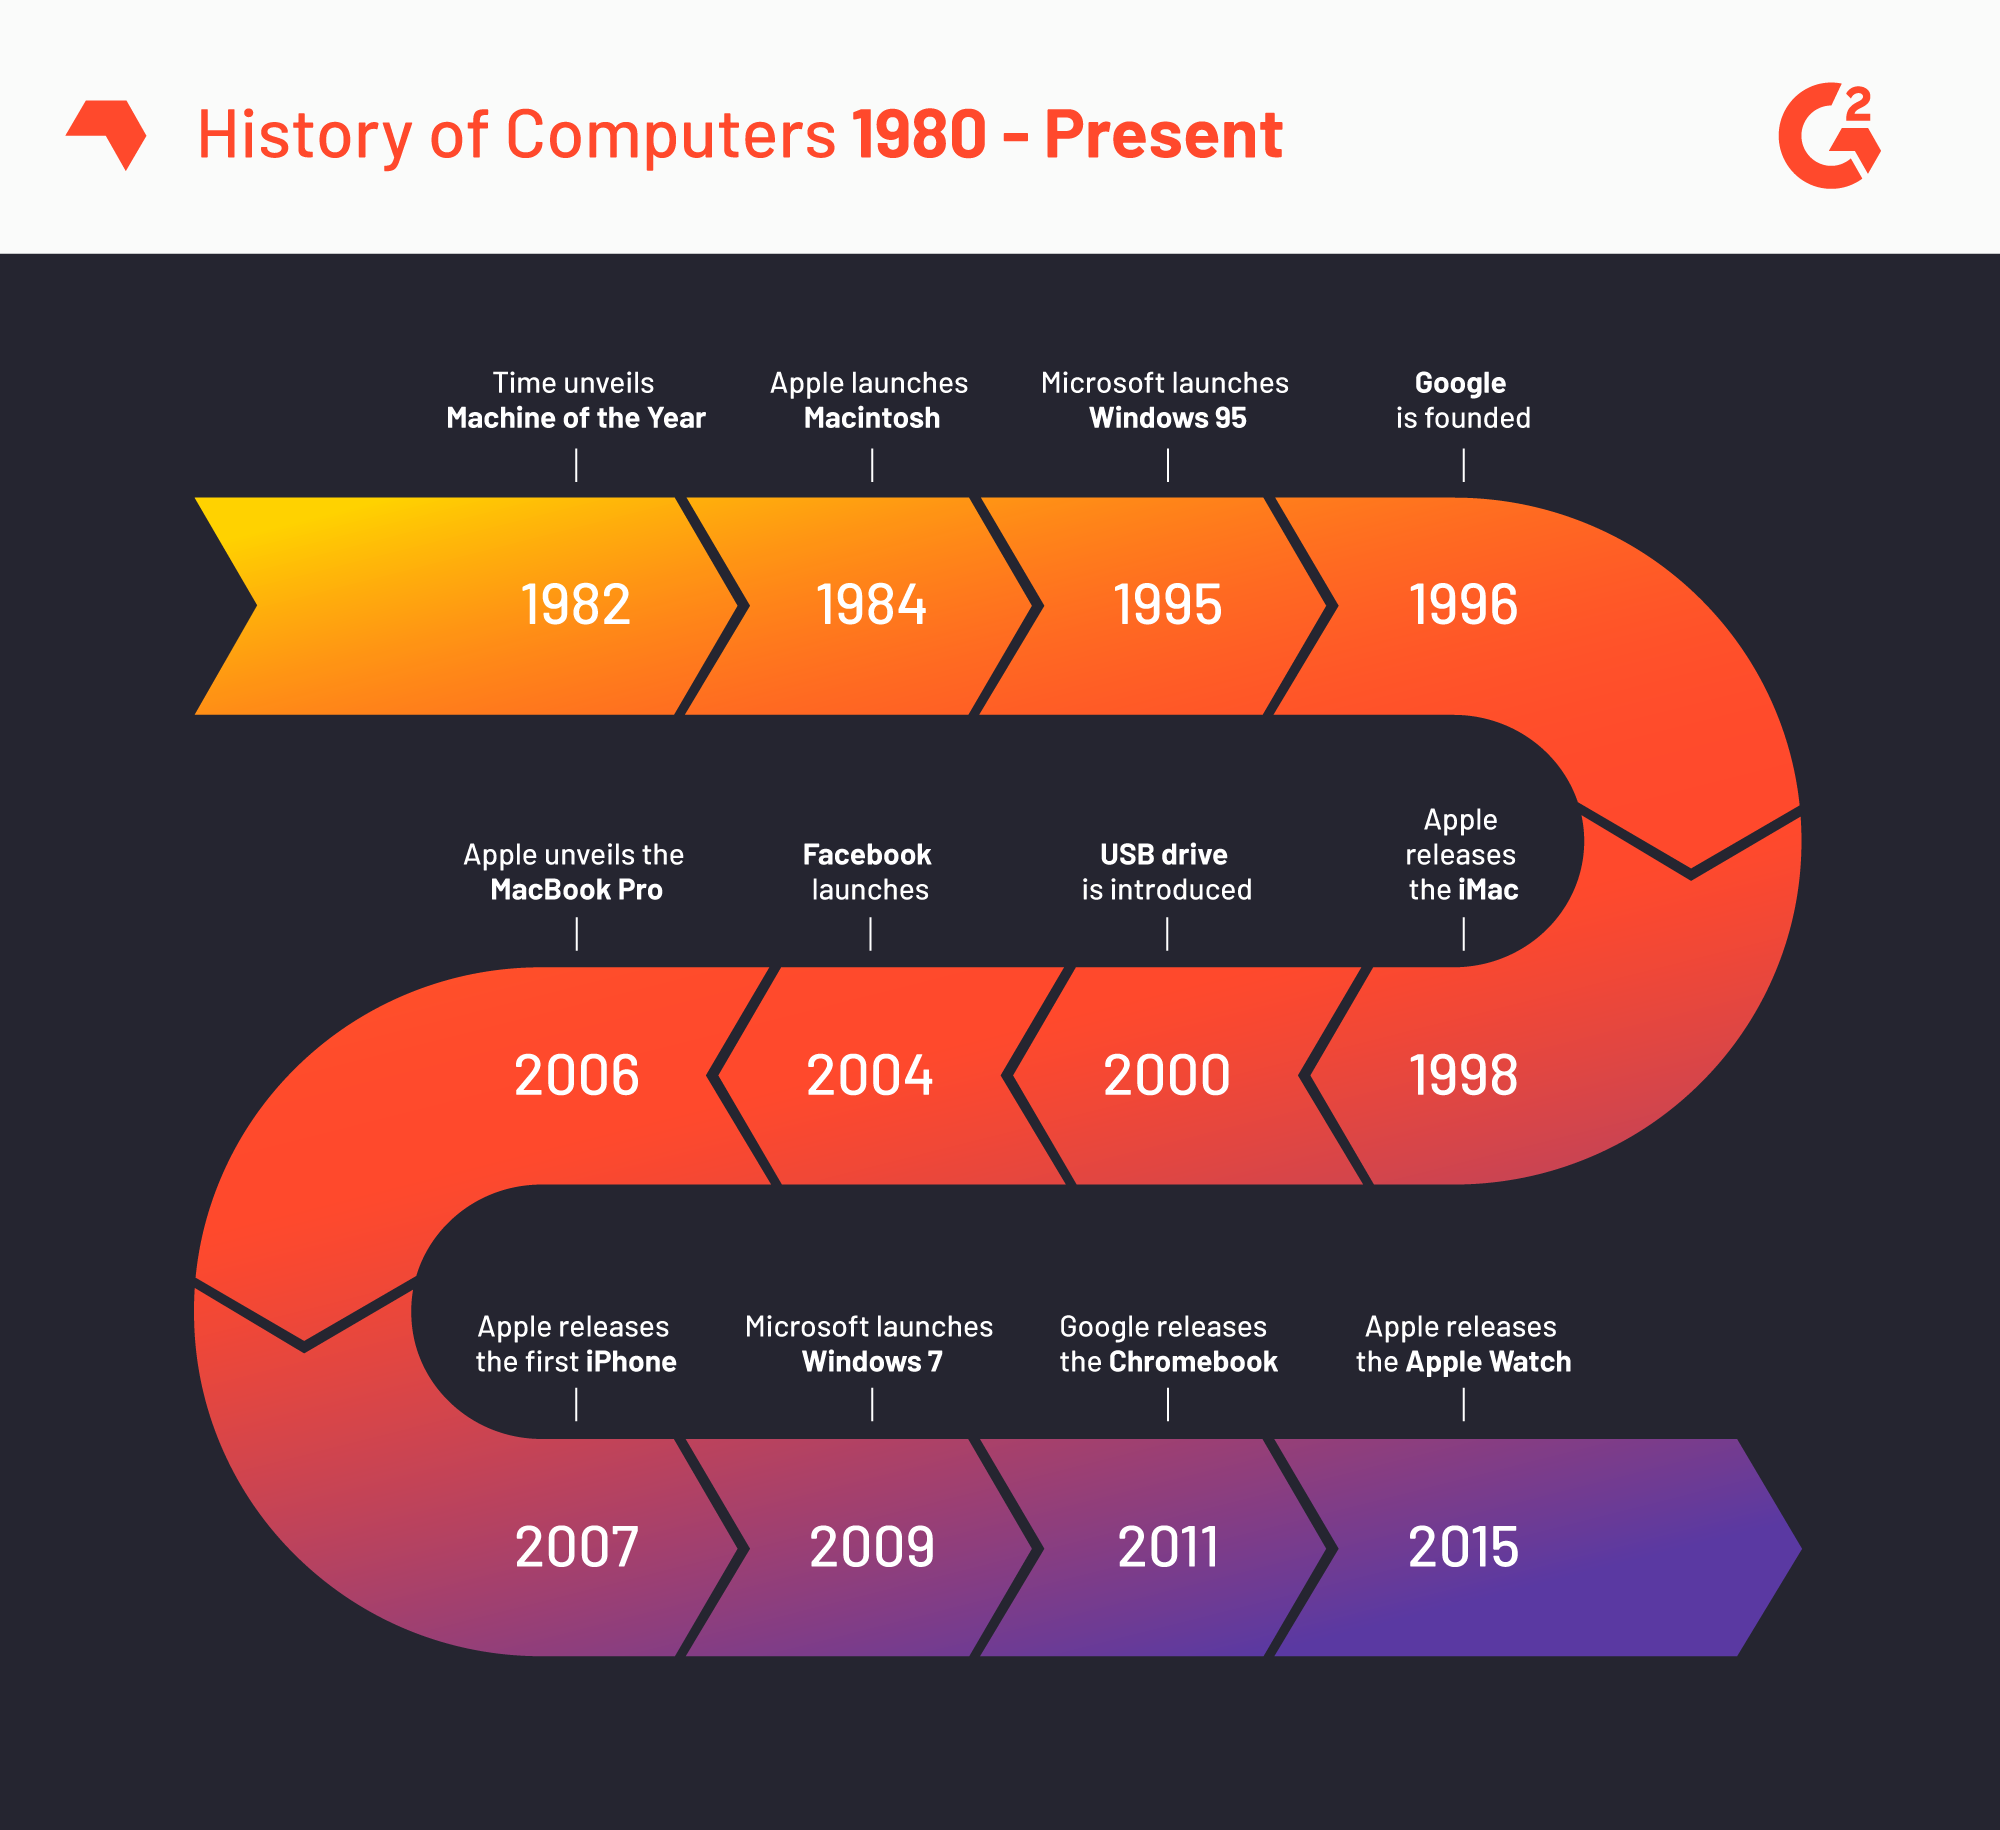 History of Computers 1980 - Present
G2
Time unveils
Machine of the Year
1982
Apple launches
Macintosh
1984
Microsoft launches
Windows 95
1995
Google
is founded
1996
Apple
releases
the iMac
1998
USB drive
is introduced
2000
Facebook
launches
2004
Apple unveils the
MacBook Pro
2006
Apple releases
the first iPhone
2007
Microsoft launches
Windows 7
2009
Google releases
the Chromebook
2011
Apple releases
the Apple Watch
2015